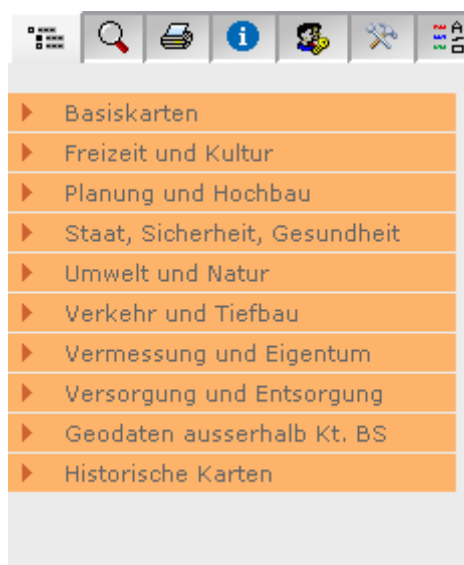 Basiskarten
Freizeit und Kultur
Planung und Hochbau
Staat, Sicherheit, Gesundheit
Umwelt und Natur
Verkehr und Tiefbau
Vermessung und Eigentum
Versorgung und Entsorgung
Geodaten ausserhalb Kt. BS
Historische Karten